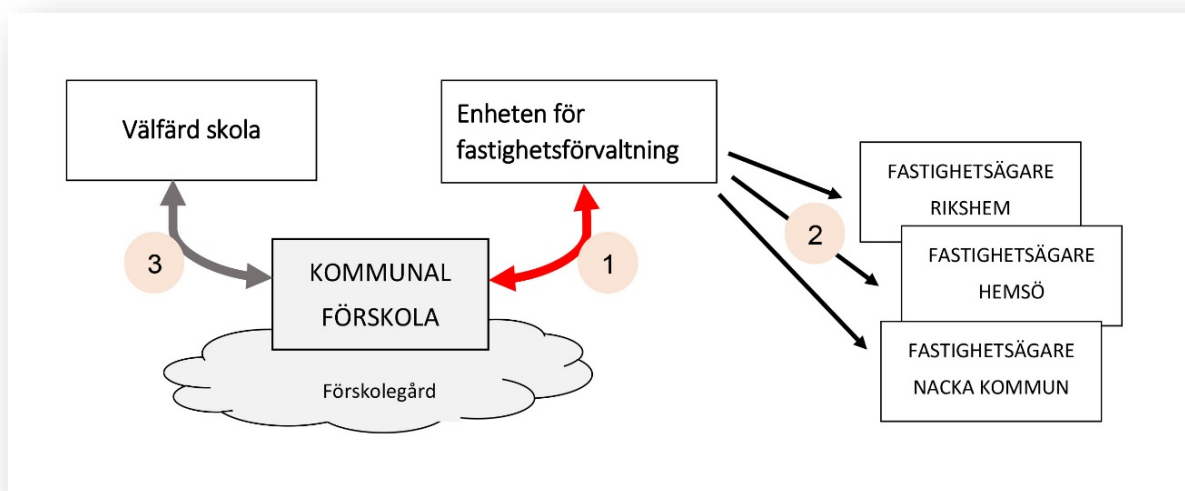 Välfärd skola
Enheten för
fastighetsförvaltning
FASTIGHETSÄGARE
RIKSHEM
2
FASTIGHETSÄGARE
HEMSÖ
3
KOMMUNAL
FÖRSKOLA
1
FASTIGHETSÄGARE
NACKA KOMMUN
Förskolegård